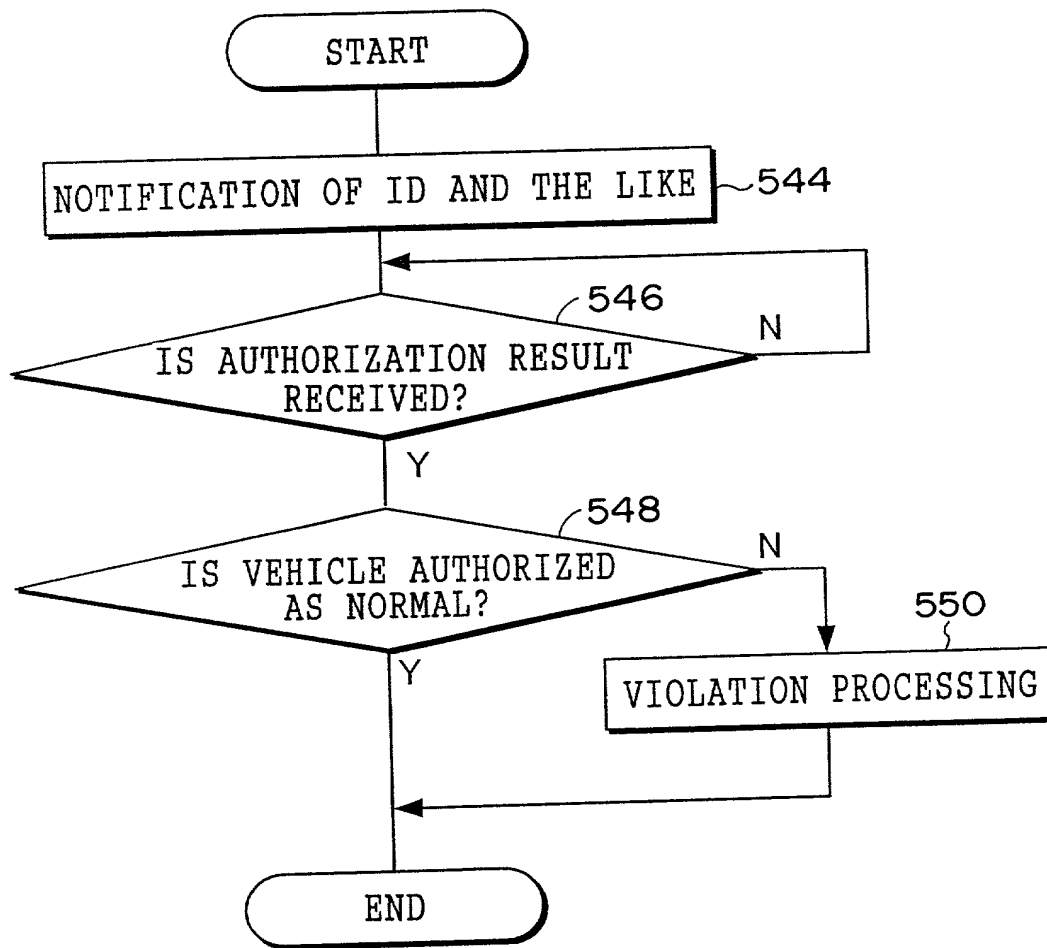 START
NOTIFICATION OF ID AND THE LIKE
544
546
N
IS AUTHORIZATION RESULT
RECEIVED?
Y
548
N
IS VEHICLE AUTHORIZED
AS NORMAL?
550
Y
VIOLATION PROCESSING
END